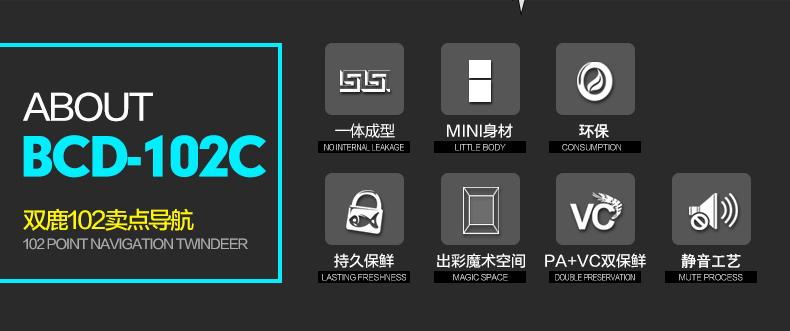 ABOUT
BCD-102C
双鹿102卖点导航
102 POINT NAVIGATION TWINDEER
一体成型
NO INTERNAL LEAKAGE
MINI身材
LITTLE BODY
环保
CONSUMPTION
持久保鲜
LASTING FRESHNESS
出彩魔术空间
MAGIC SPACE
VC
PA+VC双保鲜
DOUBLE PRESERVATION
静音工艺
MUTE PROCESS